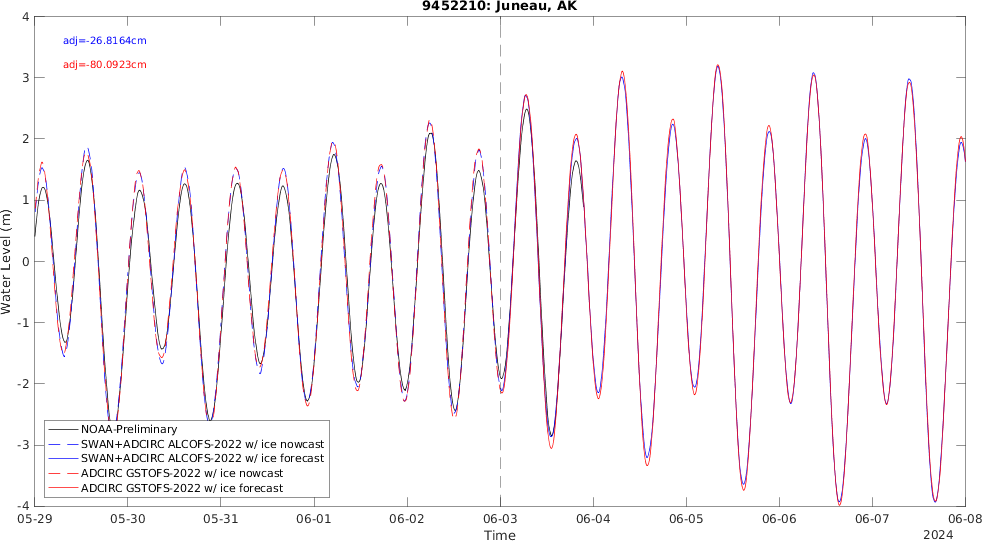 9452210: Juneau, AK
adj=-26.8164cm
adj=-80.0923cm
Water Level (m)
4
3
2
1
0
-1
-2
-3
-4
NOAA-Preliminary
SWAN+ADCIRC ALCOFS-2022 w/ ice nowcast
SWAN+ADCIRC ALCOFS-2022 w/ ice forecast
ADCIRC GSTOFS-2022 w/ ice nowcast
ADCIRC GSTOFS-2022 w/ ice forecast
05-29 05-30 05-31 06-01 06-02 06-03 06-04 06-05 06-06 06-07 06-08
Time
2024